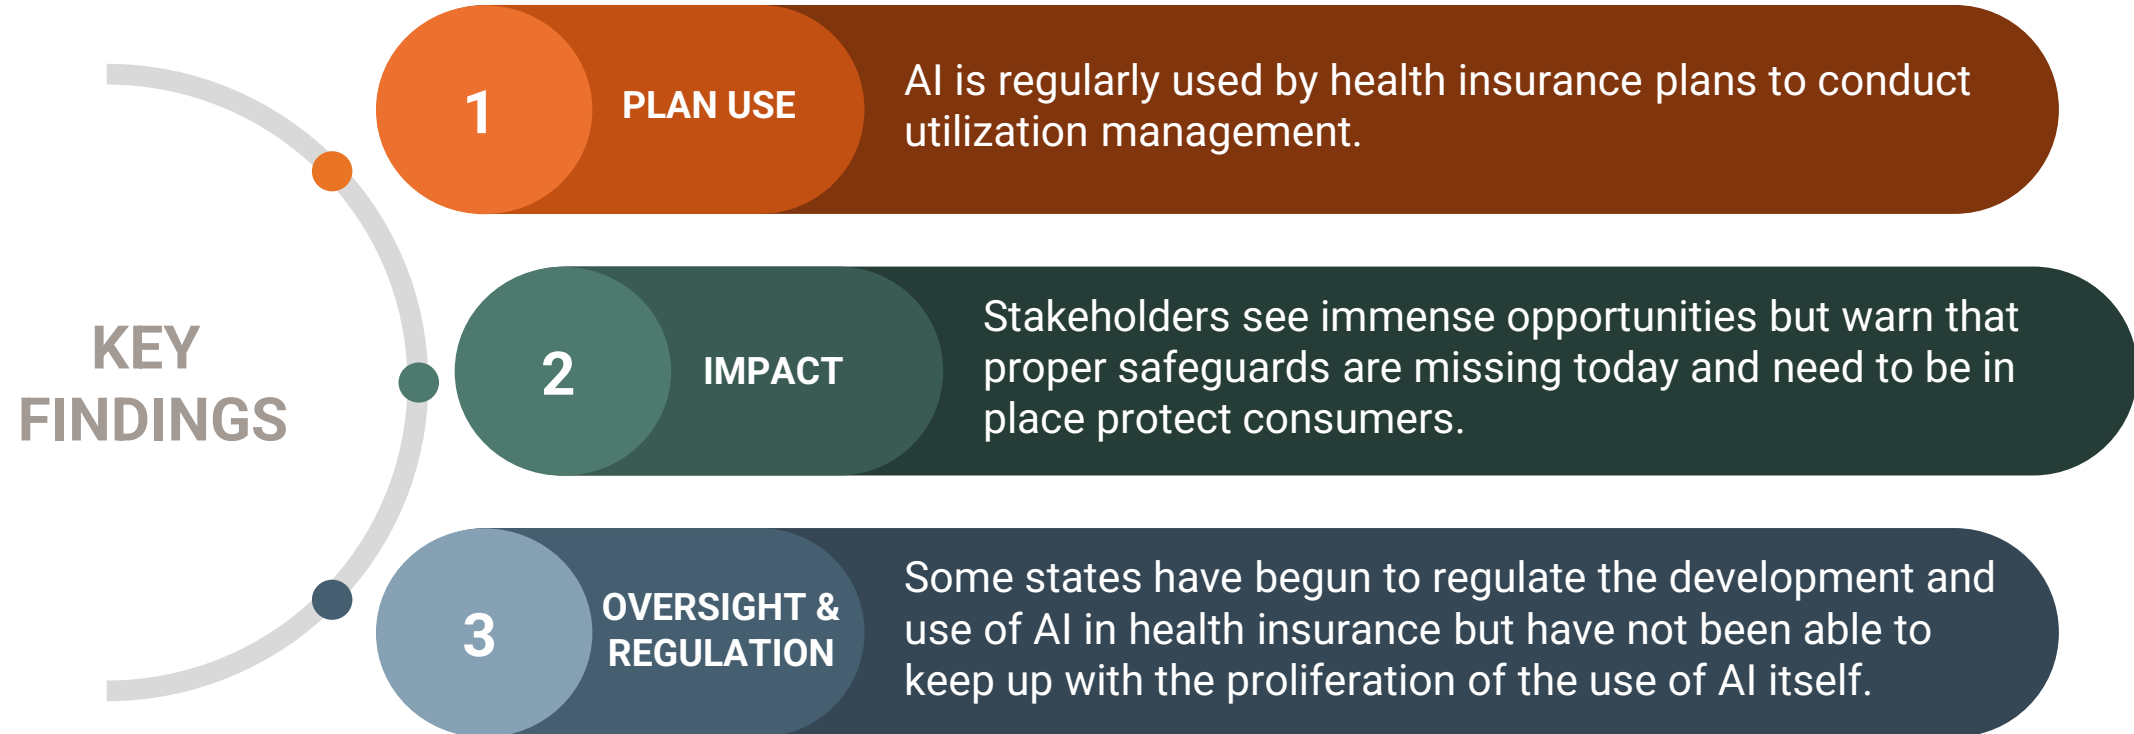 KEY
FINDINGS
1
PLAN USE
AI is regularly used by health insurance plans to conduct
utilization management.
2
IMPACT
Stakeholders see immense opportunities but warn that
proper safeguards are missing today and need to be in
place protect consumers.
3
OVERSIGHT &
REGULATION
Some states have begun to regulate the development and
use of AI in health insurance but have not been able to
keep up with the proliferation of the use of AI itself.